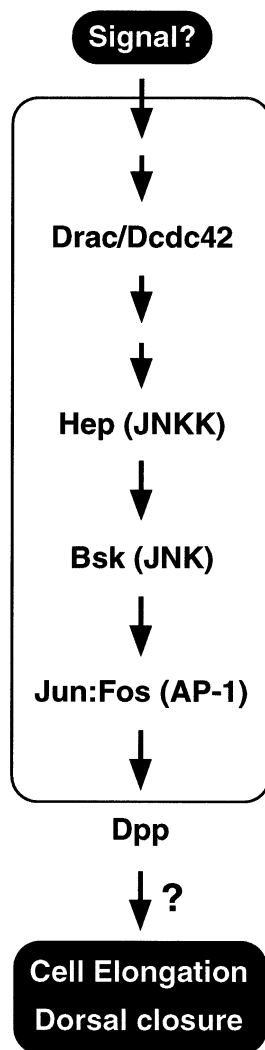 Signal?
Drac/Dcdc42
Hep (JNKK)
Bsk (JNK)
Jun:Fos (AP-1)
Dpp
?
Cell Elongation
Dorsal closure